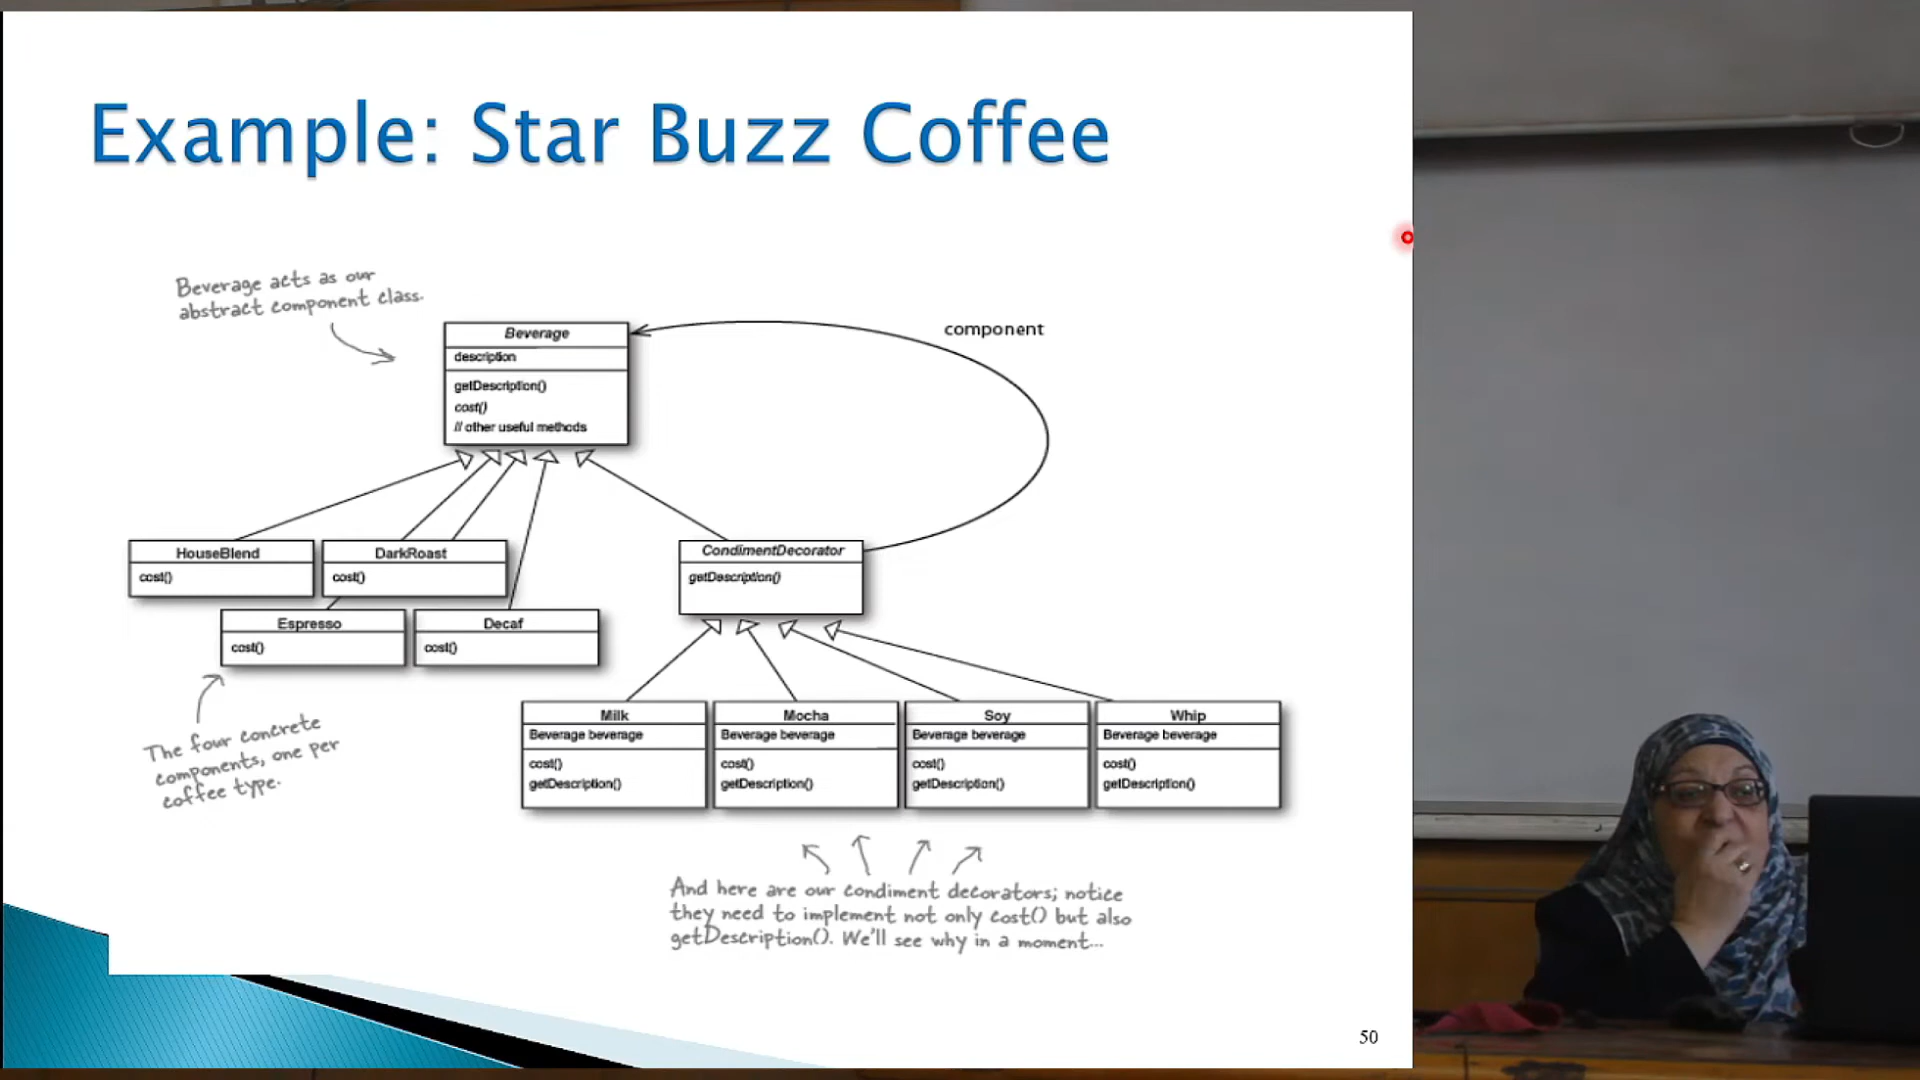 Example: Star Buzz Coffee
Beverage acts as our
abstract component class.
Beverage
description
getDescription()
cost()
// other useful methods
component
HouseBlend
cost()
DarkRoast
cost()
Espresso
cost()
Decaf
cost()
CondimentDecorator
getDescription()
The four concrete
components, one per
coffee type.
Milk
Beverage beverage
cost()
getDescription()
Mocha
Beverage beverage
cost()
getDescription()
Soy
Beverage beverage
cost()
getDescription()
Whip
Beverage beverage
cost()
getDescription()
And here are our condiment decorators; notice
they need to implement not only cost() but also
getDescription(). We'll see why in a moment...
50